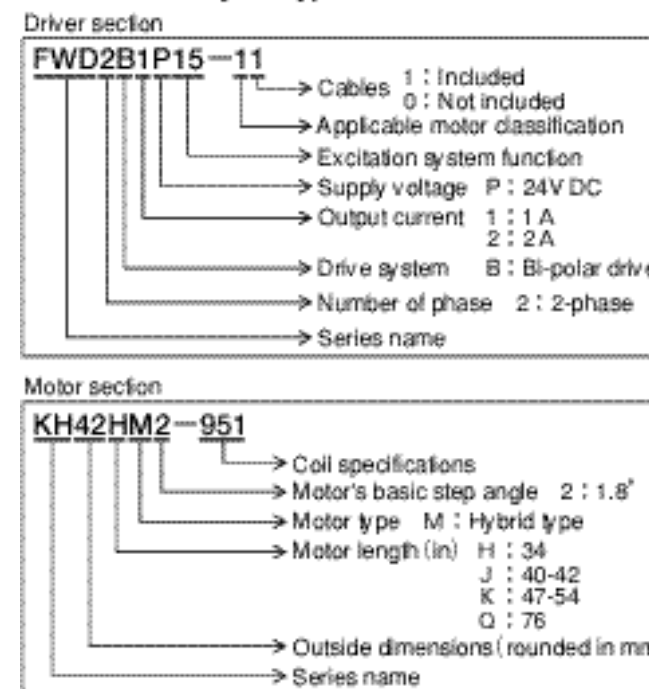 Driver section
FWD2B1P15-11
Cables 1 : Included
0 : Not included
Applicable motor classification
Excitation system function
Supply voltage P : 24V DC
Output current 1 : 1A
2 : 2A
Drive system B : Bi-polar drive
Number of phase 2 : 2-phase
Series name
Motor section
KH42HM2-951
Coil specifications
Motor's basic step angle 2 : 1.8°
Motor type M : Hybrid type
Motor length (in) H : 34
J : 40-42
K : 47-54
Q : 76
Outside dimensions (rounded in mm
Series name